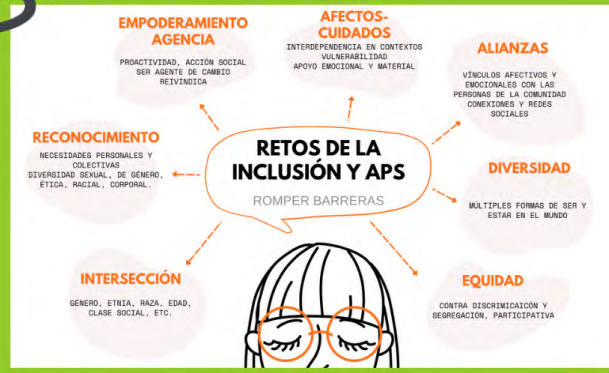 EMPODERAMIENTO
AGENCIA
PROACTIVIDAD, ACCIÓN SOCIAL
SER AGENTE DE CAMBIO
REIVINDICA
AFECTOS-
CUIDADOS
INTERDEPENDENCIA EN CONTEXTOS
VULNERABILIDAD
APOYO EMOCIONAL Y MATERIAL
ALIANZAS
VÍNCULOS AFECTIVOS Y
EMOCIONALES CON LAS
PERSONAS DE LA COMUNIDAD
CONEXIONES Y REDES
SOCIALES
RECONOCIMIENTO
NECESIDADES PERSONALES Y
COLECTIVAS
DIVERSIDAD SEXUAL, DE GÉNERO,
ÉTICA, RACIAL, CORPORAL.
RETOS DE LA
INCLUSIÓN Y APS
ROMPER BARRERAS
DIVERSIDAD
MÚLTIPLES FORMAS DE SER Y
ESTAR EN EL MUNDO
INTERSECCIÓN
GÉNERO, ETNIA, RAZA, EDAD,
CLASE SOCIAL, ETC.
EQUIDAD
CONTRA DISCRIMICAICÓN Y
SEGREGACIÓN, PARTICIPATIVA